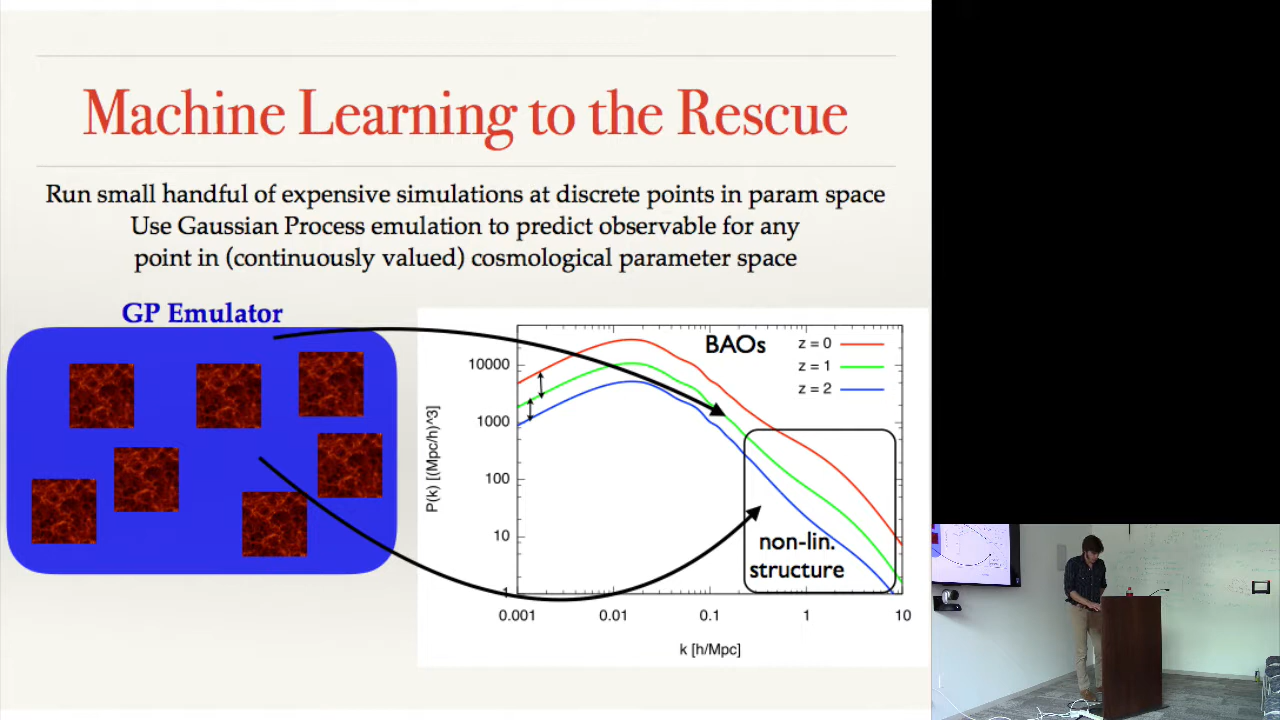 Machine Learning to the Rescue
Run small handful of expensive simulations at discrete points in param space
Use Gaussian Process emulation to predict observable for any
point in (continuously valued) cosmological parameter space
GP Emulator
BAOs
z = 0
z = 1
z = 2
10000
1000
100
10
1
P(k) [(Mpc/h)^3]
non-lin.
structure
0.001
0.01
0.1
1
10
k [h/Mpc]